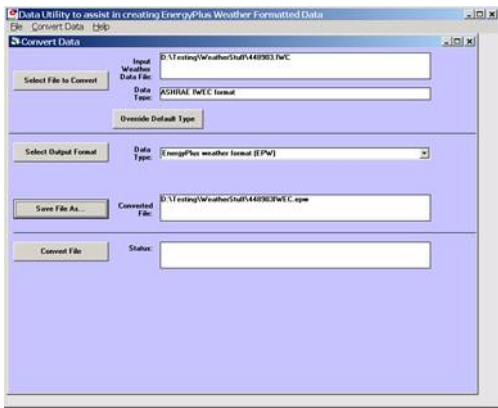 Data Utility to assist in creating EnergyPlus Weather Formatted Data
File Convert Data Help
Convert Data
Select File to Convert
Input Weather Data File:
D:\Testing\WeatherStuff\448903.IWC
Data Type:
ASHRAE IWEC format
Override Default Type
Select Output Format
Data Type:
EnergyPlus weather format (EPW)
Save File As...
Converted File:
D:\Testing\WeatherStuff\448903IWEC.epw
Convert File
Status: